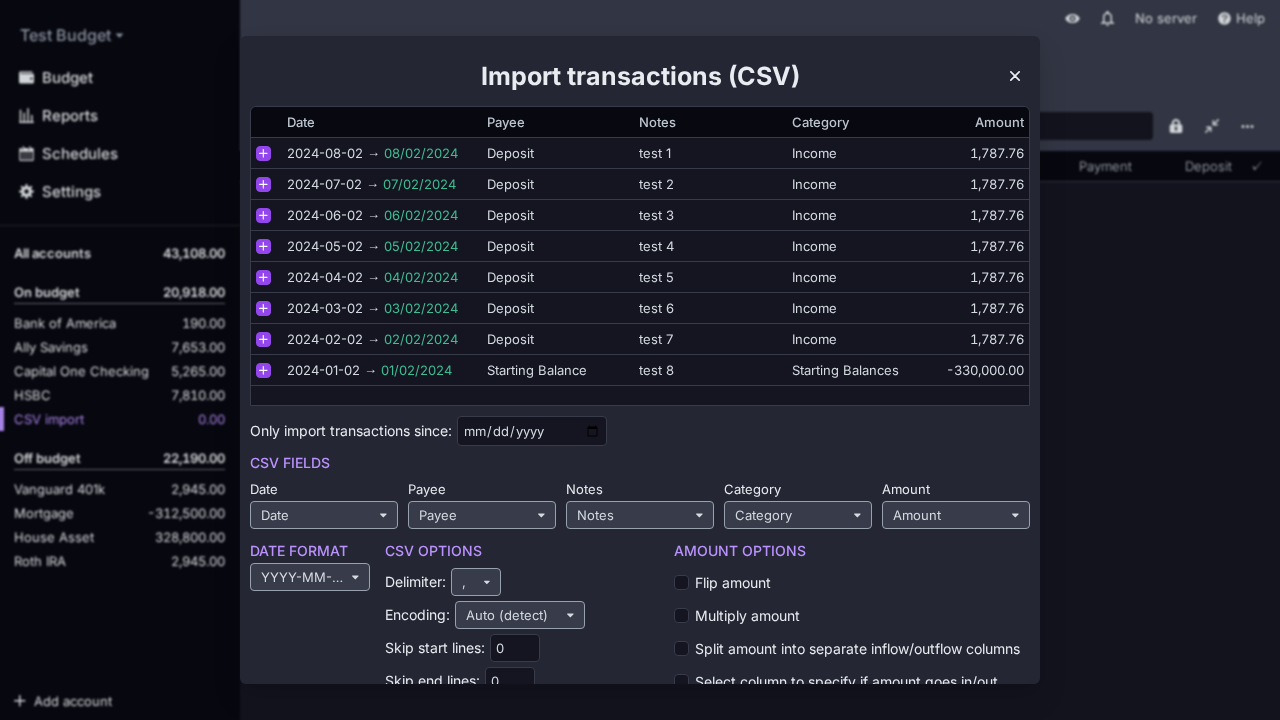 Test Budget
Budget
Reports
Schedules
Settings
All accounts 43,108.00
On budget 20,918.00
Bank of America 190.00
Ally Savings 7,653.00
Capital One Checking 5,265.00
HSBC 7,810.00
CSV import 0.00
Off budget 22,190.00
Vanguard 401k 2,945.00
Mortgage -312,500.00
House Asset 328,800.00
Roth IRA 2,945.00
Add account
No server Help
Payment Deposit
Import transactions (CSV)
Date Payee Notes Category Amount
2024-08-02 → 08/02/2024 Deposit test 1 Income 1,787.76
2024-07-02 → 07/02/2024 Deposit test 2 Income 1,787.76
2024-06-02 → 06/02/2024 Deposit test 3 Income 1,787.76
2024-05-02 → 05/02/2024 Deposit test 4 Income 1,787.76
2024-04-02 → 04/02/2024 Deposit test 5 Income 1,787.76
2024-03-02 → 03/02/2024 Deposit test 6 Income 1,787.76
2024-02-02 → 02/02/2024 Deposit test 7 Income 1,787.76
2024-01-02 → 01/02/2024 Starting Balance test 8 Starting Balances -330,000.00
Only import transactions since: mm/dd/yyyy
CSV FIELDS
Date Payee Notes Category Amount
Date Payee Notes Category Amount
DATE FORMAT
YYYY-MM-...
CSV OPTIONS
Delimiter: ,
Encoding: Auto (detect)
Skip start lines: 0
Skip end lines: 0
AMOUNT OPTIONS
Flip amount
Multiply amount
Split amount into separate inflow/outflow columns
Select column to specify if amount goes in/out